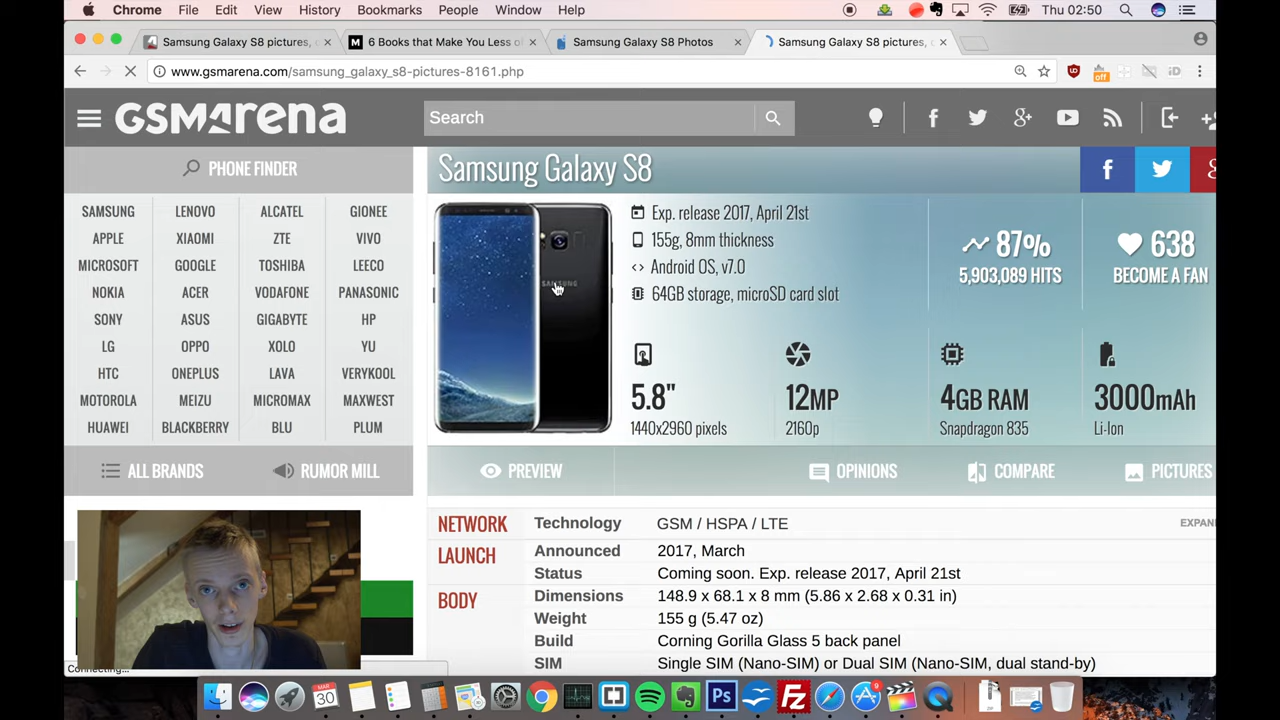 Chrome File Edit View History Bookmarks People Window Help Thu 02:50
Samsung Galaxy S8 pictures, 6 Books that Make You Less Samsung Galaxy S8 Photos Samsung Galaxy S8 pictures,
www.gsmarena.com/samsung_galaxy_s8-pictures-8161.php
GSMArena Search
PHONE FINDER
SAMSUNG LENOVO ALCATEL GIONEE
APPLE XIAOMI ZTE VIVO
MICROSOFT GOOGLE TOSHIBA LEECO
NOKIA ACER VODAFONE PANASONIC
SONY ASUS GIGABYTE HP
LG OPPO XOLO YU
HTC ONEPLUS LAVA VERYKOOL
MOTOROLA MEIZU MICROMAX MAXWEST
HUAWEI BLACKBERRY BLU PLUM
ALL BRANDS RUMOR MILL
Samsung Galaxy S8
SAMSUNG
Exp. release 2017, April 21st
155g, 8mm thickness
Android OS, v7.0
64GB storage, microSD card slot
87%
5,903,089 HITS
638
BECOME A FAN
5.8"
1440x2960 pixels
12MP
2160p
4GB RAM
Snapdragon 835
3000mAh
Li-Ion
PREVIEW OPINIONS COMPARE PICTURES
NETWORK Technology GSM / HSPA / LTE EXPAN
LAUNCH Announced 2017, March
Status Coming soon. Exp. release 2017, April 21st
BODY Dimensions 148.9 x 68.1 x 8 mm (5.86 x 2.68 x 0.31 in)
Weight 155 g (5.47 oz)
Build Corning Gorilla Glass 5 back panel
SIM Single SIM (Nano-SIM) or Dual SIM (Nano-SIM, dual stand-by)
Connecting...
off
30
Ps
Fz